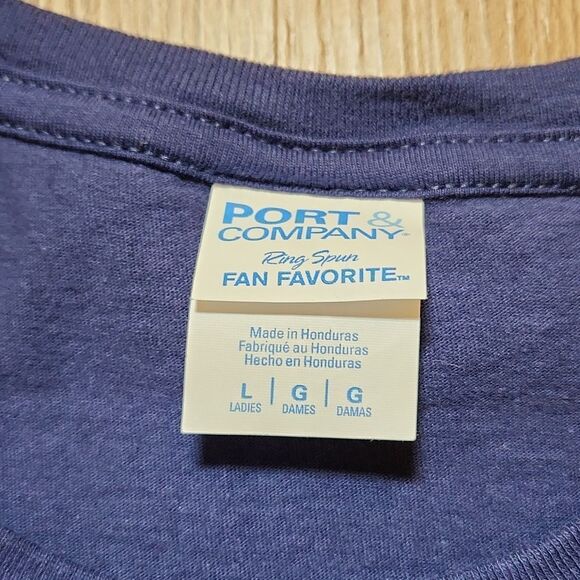 PORT &
COMPANY®
Ring Spun
FAN FAVORITE™
Made in Honduras
Fabriqué au Honduras
Hecho en Honduras
L | G | G
LADIES DAMES DAMAS